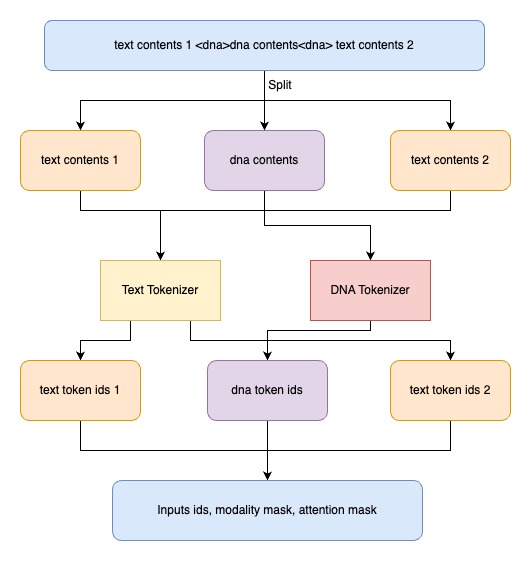 text contents 1 <dna>dna contents<dna> text contents 2
Split
text contents 1
dna contents
text contents 2
Text Tokenizer
DNA Tokenizer
text token ids 1
dna token ids
text token ids 2
Inputs ids, modality mask, attention mask